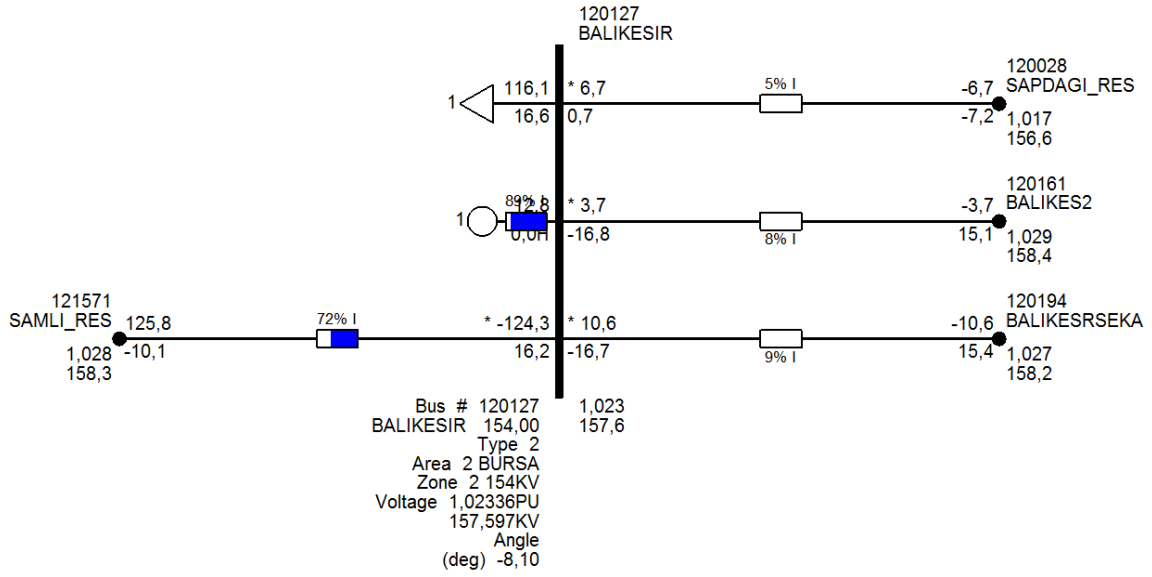 120127
BALIKESIR
120028
SAPDAGI_RES
1
116,1
* 6,7
5% I
-6,7
16,6
0,7
-7,2
1,017
156,6
120161
BALIKES2
89% I
1
12,8
* 3,7
-3,7
0,0H
-16,8
8% I
15,1
1,029
158,4
121571
SAMLI_RES
120194
BALIKESRSEKA
125,8
72% I
* -124,3
* 10,6
-10,6
-10,1
16,2
-16,7
9% I
15,4
1,028
158,3
1,027
158,2
Bus # 120127
BALIKESIR 154,00
Type 2
Area 2 BURSA
Zone 2 154KV
Voltage 1,02336PU
157,597KV
Angle
(deg) -8,10
1,023
157,6